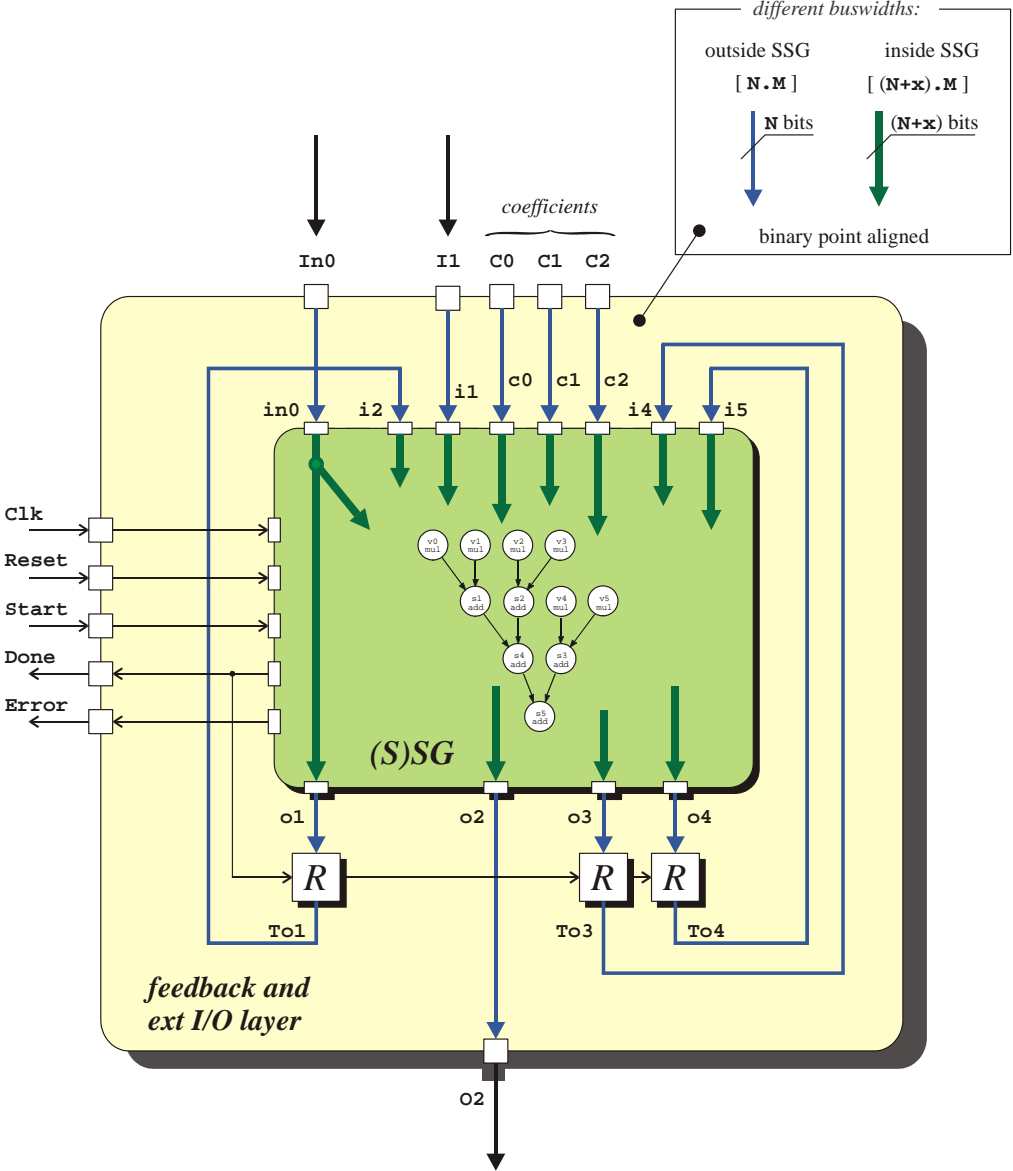 different buswidths:
outside SSG inside SSG
[ N.M ] [ (N+x).M ]
N bits (N+x) bits
binary point aligned
coefficients
In0 I1 C0 C1 C2
i1 c0 c1 c2
in0 i2 i4 i5
Clk
Reset
Start
Done
Error
v0 mul v1 mul v2 mul v3 mul
s1 add s2 add v4 mul v5 mul
s4 add s3 add
s5 add
(S)SG
o1 o2 o3 o4
R R R
To1 To3 To4
feedback and
ext I/O layer
O2